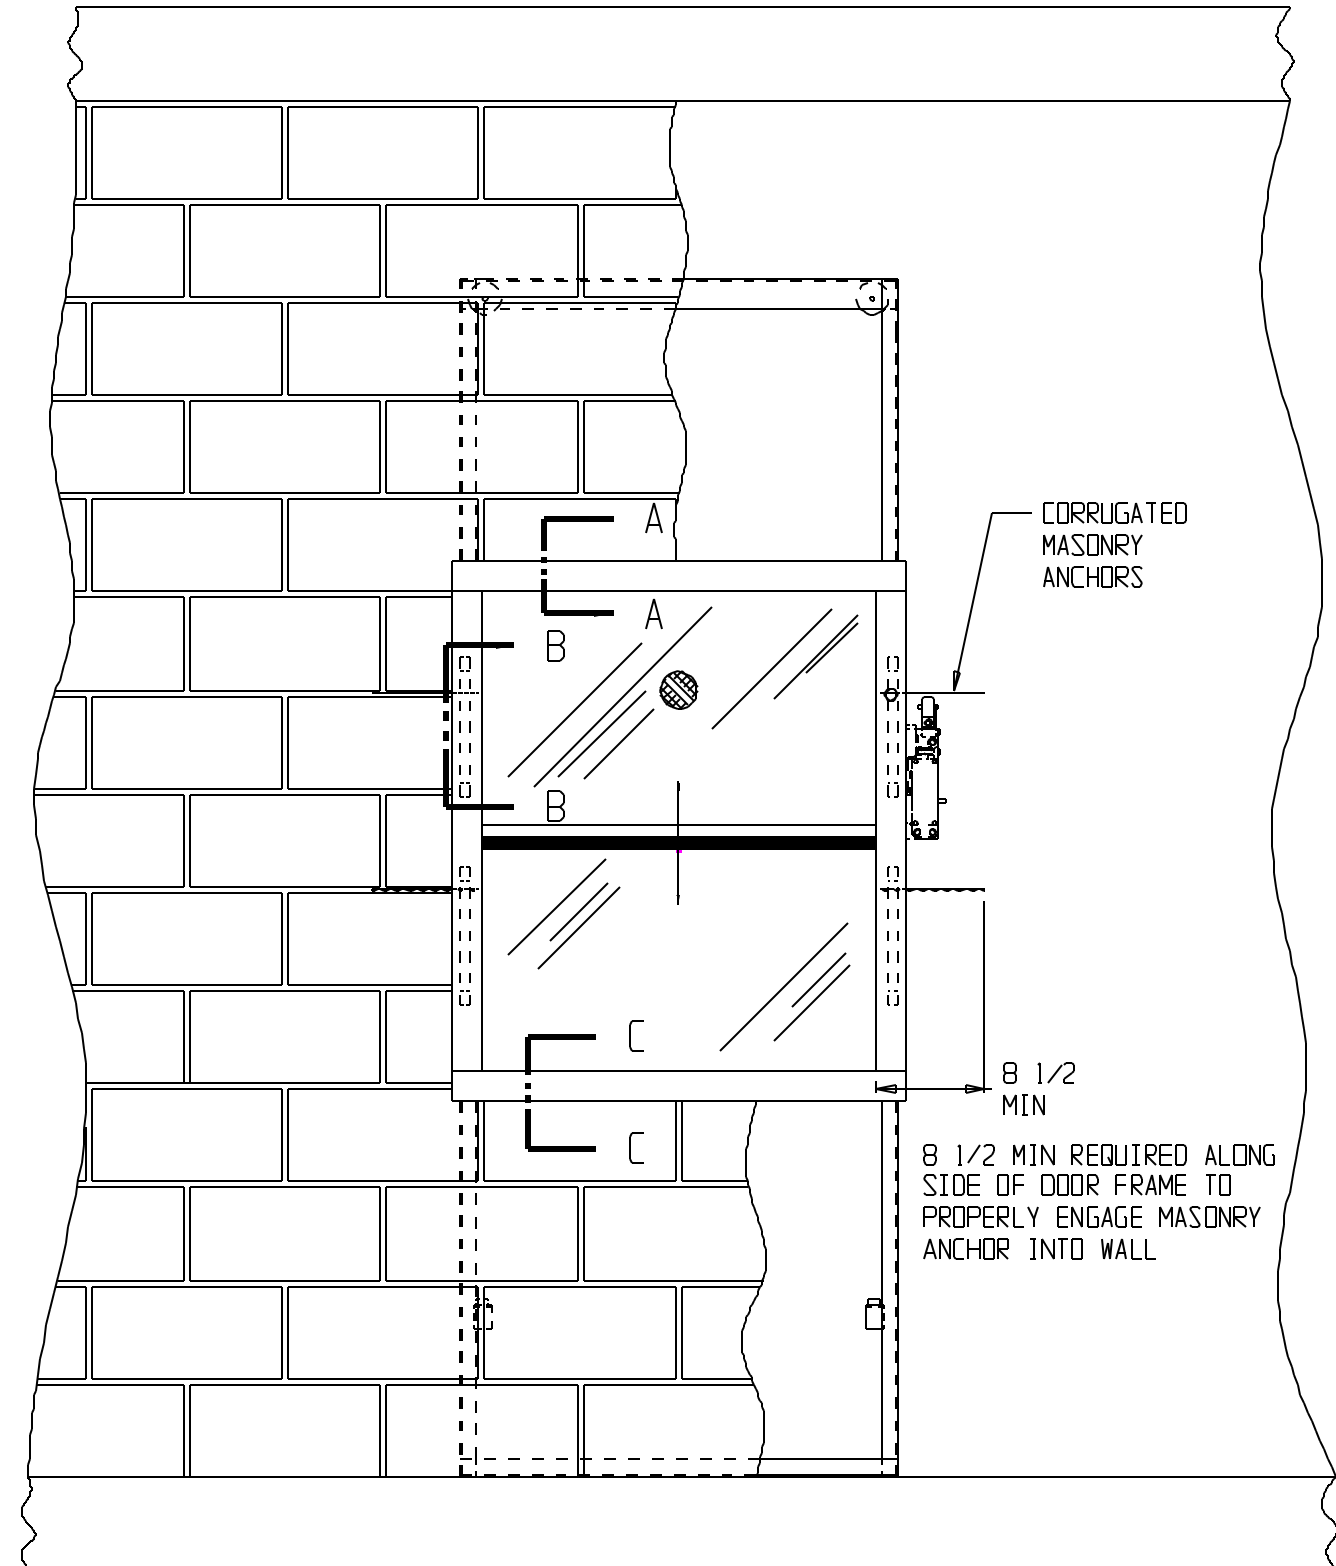 A
CORRUGATED
MASONRY
ANCHORS
A
B
B
C
8 1/2
MIN
C
8 1/2 MIN REQUIRED ALONG
SIDE OF DOOR FRAME TO
PROPERLY ENGAGE MASONRY
ANCHOR INTO WALL